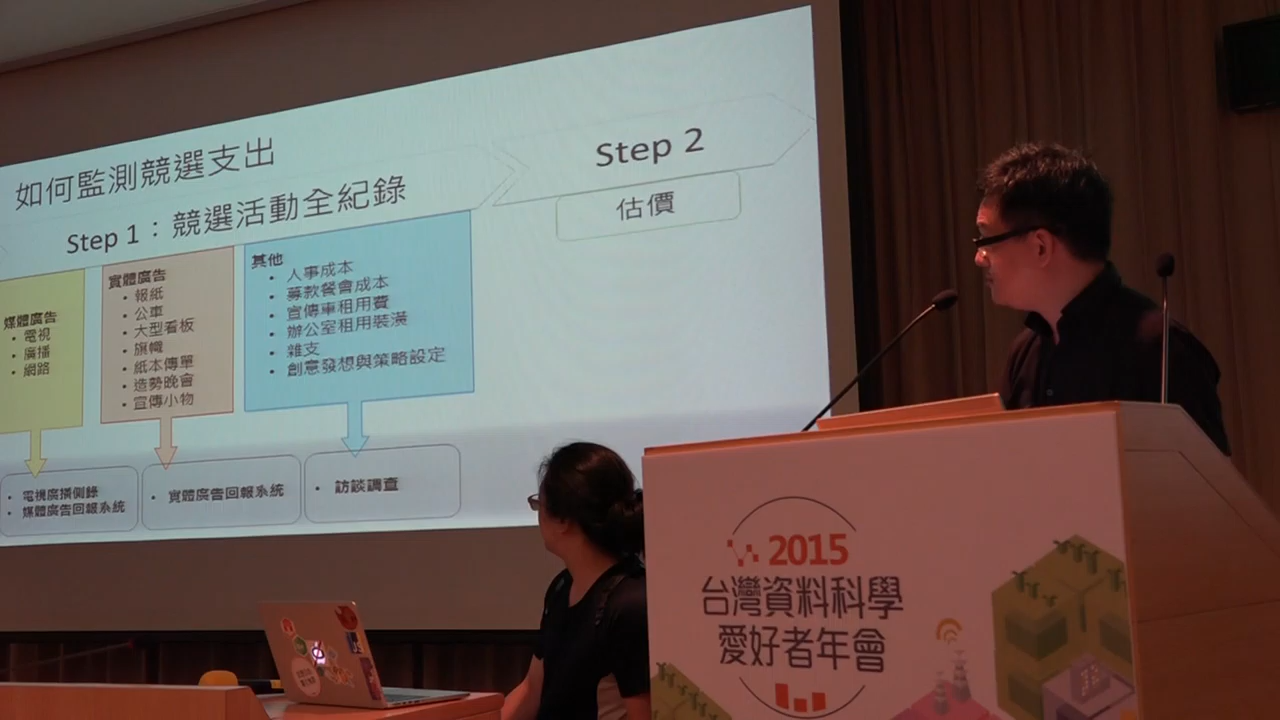 如何監測競選支出
Step 1：競選活動全紀錄
Step 2
估價
媒體廣告
• 電視
• 廣播
• 網路
實體廣告
• 報紙
• 公車
• 大型看板
• 旗幟
• 紙本傳單
• 造勢晚會
• 宣傳小物
其他
• 人事成本
• 募款餐會成本
• 宣傳車租用費
• 辦公室租用裝潢
• 雜支
• 創意發想與策略設定
• 電視廣播側錄
• 媒體廣告回報系統
• 實體廣告回報系統
• 訪談調查
2015
台灣資料科學
愛好者年會